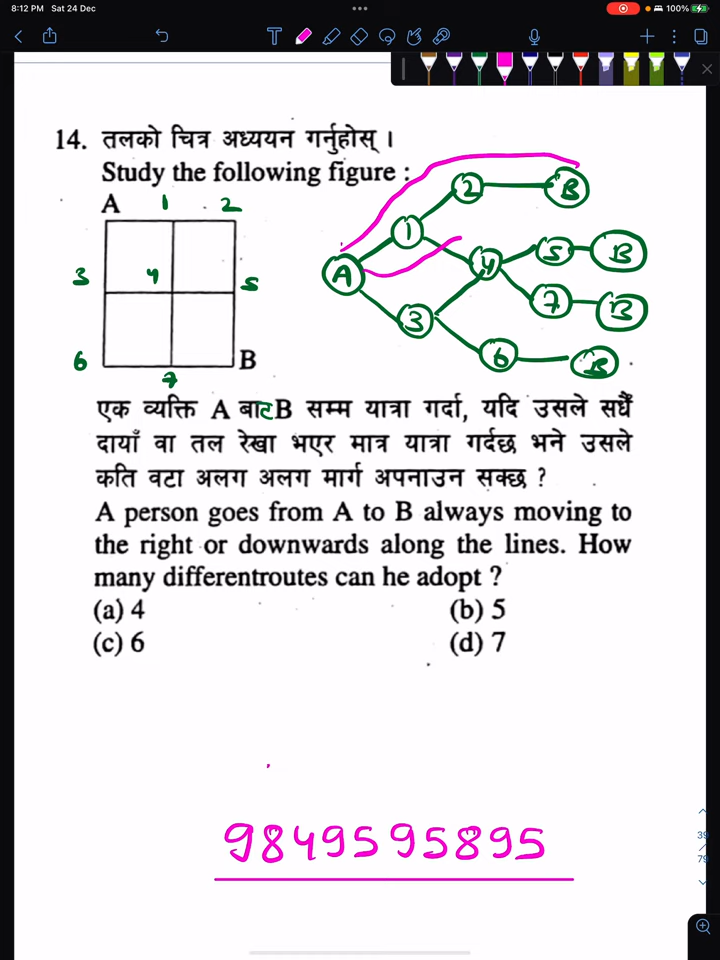 8:12 PM Sat 24 Dec
100%
14. तलको चित्र अध्ययन गर्नुहोस् ।
Study the following figure :
A 1 2
3 4 5
6 7 B
A 1 2 B
3 4 5 B
7 B
6 B
एक व्यक्ति A बाटB सम्म यात्रा गर्दा, यदि उसले सधैँ
दायाँ वा तल रेखा भएर मात्र यात्रा गर्दछ भने उसले
कति वटा अलग अलग मार्ग अपनाउन सक्छ ?
A person goes from A to B always moving to
the right or downwards along the lines. How
many differentroutes can he adopt ?
(a) 4 (b) 5
(c) 6 (d) 7
9849595895
39
79